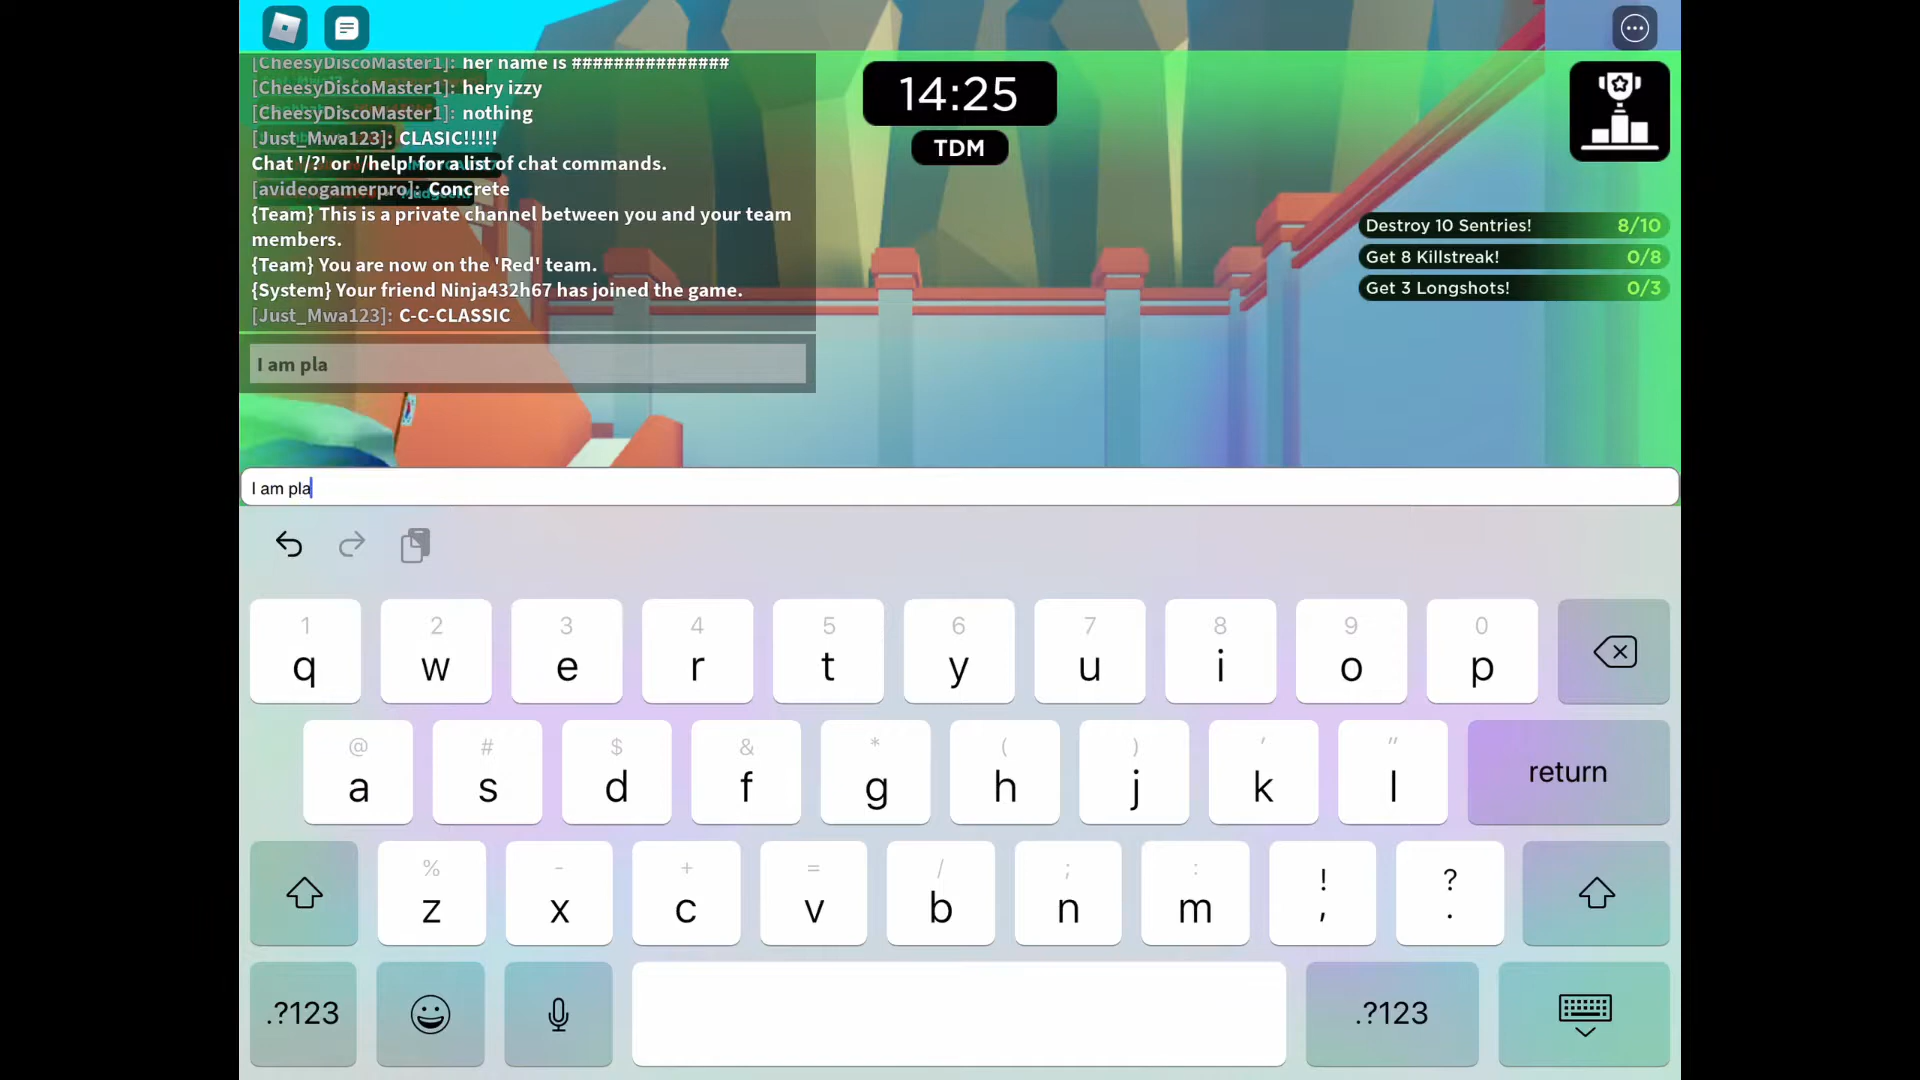 [CheesyDiscoMaster1]: her name is ###############
[CheesyDiscoMaster1]: hery izzy
[CheesyDiscoMaster1]: nothing
[Just_Mwa123]: CLASIC!!!!!
Chat '/?' or '/help' for a list of chat commands.
[avideogamerpro]: Concrete
{Team} This is a private channel between you and your team
members.
{Team} You are now on the 'Red' team.
{System} Your friend Ninja432h67 has joined the game.
[Just_Mwa123]: C-C-CLASSIC
I am pla
14:25
TDM
Destroy 10 Sentries! 8/10
Get 8 Killstreak! 0/8
Get 3 Longshots! 0/3
I am pla
1 2 3 4 5 6 7 8 9 0
q w e r t y u i o p
@ # $ & * ( ) ' "
a s d f g h j k l return
% - + = / ; : ! ?
z x c v b n m , .
.?123 .?123